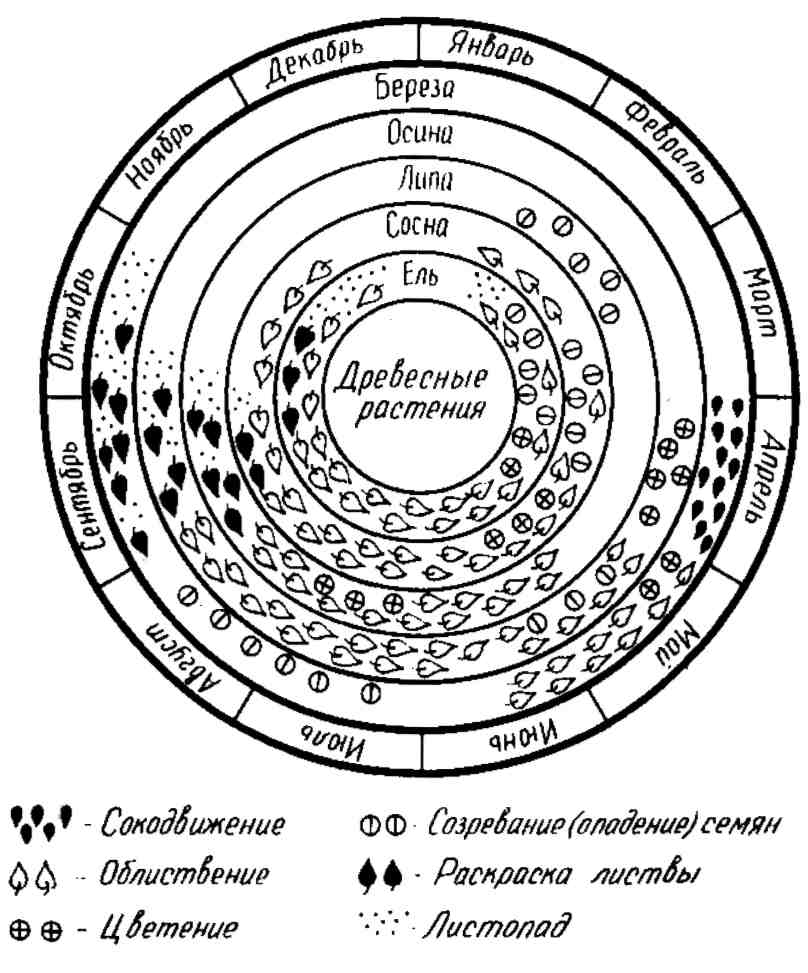 Декабрь
Январь
Февраль
Март
Апрель
Май
Июнь
Июль
Август
Сентябрь
Октябрь
Ноябрь
Береза
Осина
Липа
Сосна
Ель
Древесные
растения
- Сокодвижение
- Созревание (опадение) семян
- Облиствение
- Раскраска листвы
- Цветение
- Листопад